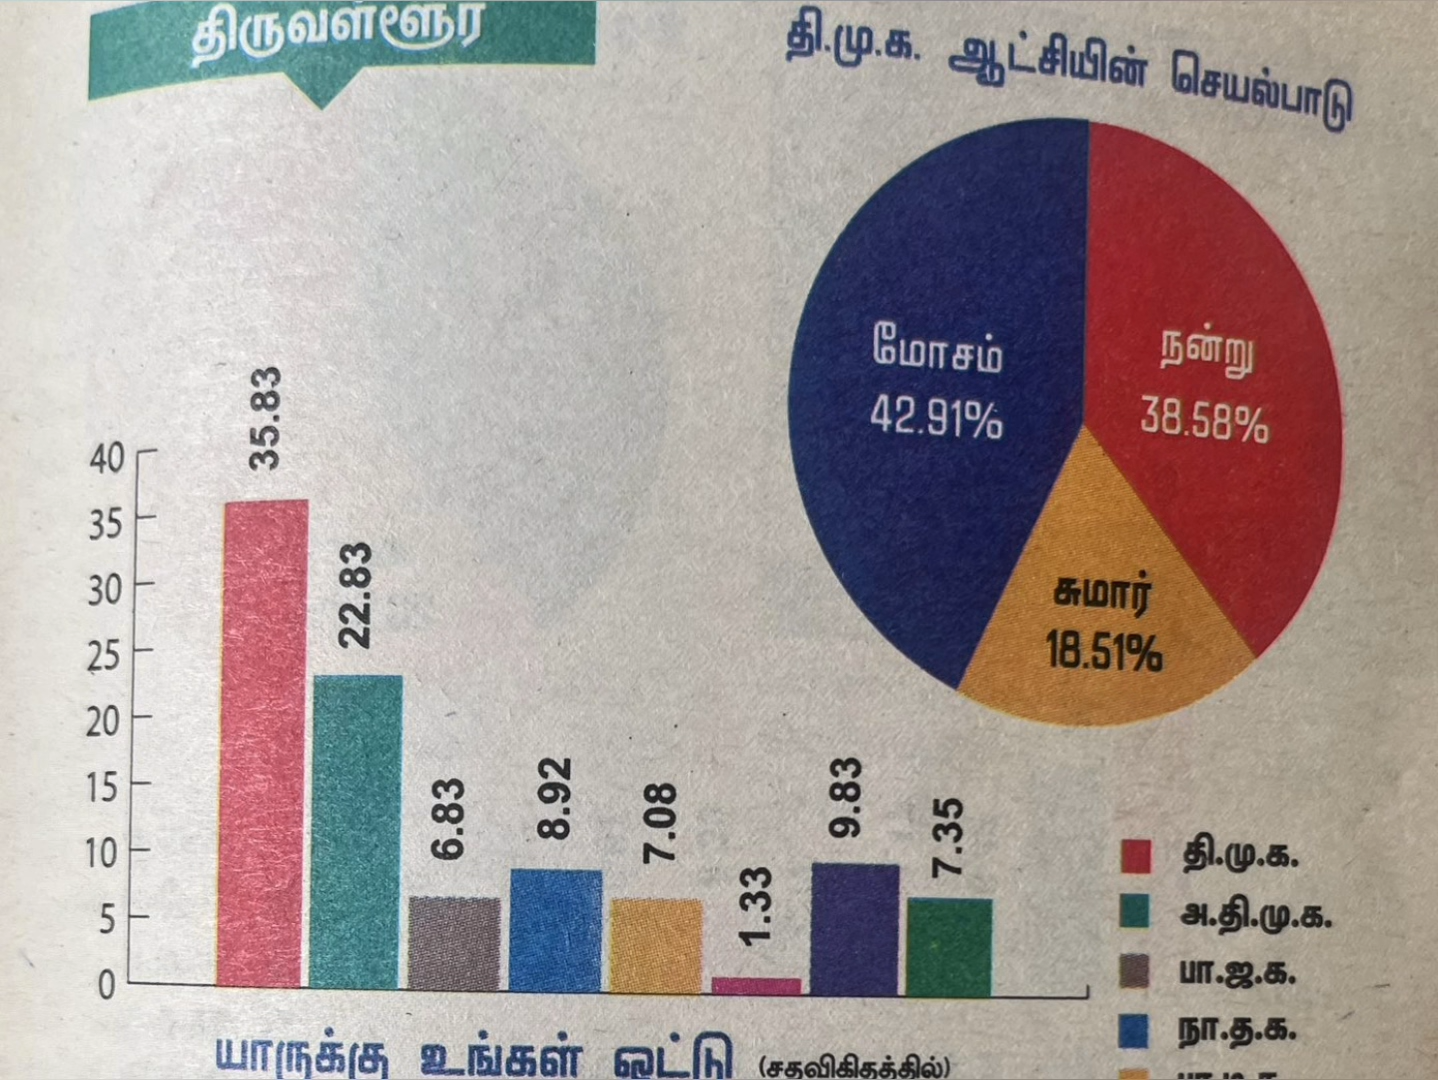 திருவள்ளூர்
தி.மு.க. ஆட்சியின் செயல்பாடு
மோசம்
42.91%
நன்று
38.58%
சுமார்
18.51%
40
35
30
25
20
15
10
5
0
35.83
22.83
6.83
8.92
7.08
1.33
9.83
7.35
தி.மு.க.
அ.தி.மு.க.
பா.ஜ.க.
நா.த.க.
யாருக்கு உங்கள் ஓட்டு (சதவிகிதத்தில்)